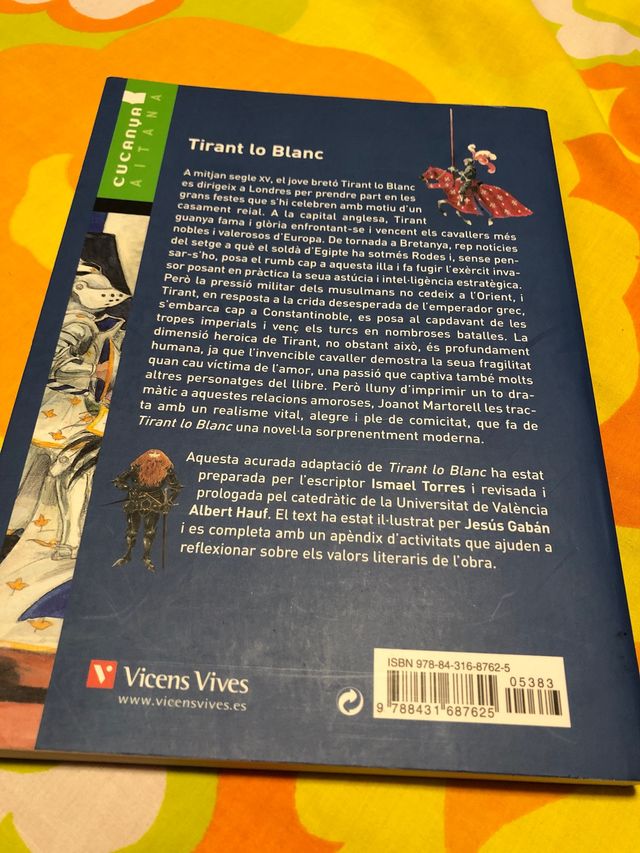 CUCANYA
AITANA
Tirant lo Blanc
A mitjan segle XV, el jove bretó Tirant lo Blanc
es dirigeix a Londres per prendre part en les
grans festes que s'hi celebren amb motiu d'un
casament reial. A la capital anglesa, Tirant
guanya fama i glòria enfrontant-se i vencent els cavallers més
nobles i valerosos d'Europa. De tornada a Bretanya, rep notícies
del setge a què el soldà d'Egipte ha sotmés Rodes i, sense pen-
sar-s'ho, posa el rumb cap a aquesta illa i fa fugir l'exèrcit inva-
sor posant en pràctica la seua astúcia i intel·ligència estratègica.
Però la pressió militar dels musulmans no cedeix a l'Orient, i
Tirant, en resposta a la crida desesperada de l'emperador grec,
s'embarca cap a Constantinoble, es posa al capdavant de les
tropes imperials i venç els turcs en nombroses batalles. La
dimensió heroica de Tirant, no obstant això, és profundament
humana, ja que l'invencible cavaller demostra la seua fragilitat
quan cau víctima de l'amor, una passió que captiva també molts
altres personatges del llibre. Però lluny d'imprimir un to dra-
màtic a aquestes relacions amoroses, Joanot Martorell les trac-
ta amb un realisme vital, alegre i ple de comicitat, que fa de
Tirant lo Blanc una novel·la sorprenentment moderna.
Aquesta acurada adaptació de Tirant lo Blanc ha estat
preparada per l'escriptor Ismael Torres i revisada i
prologada pel catedràtic de la Universitat de València
Albert Hauf. El text ha estat il·lustrat per Jesús Gabán
i es completa amb un apèndix d'activitats que ajuden a
reflexionar sobre els valors literaris de l'obra.
Vicens Vives
www.vicensvives.es
ISBN 978-84-316-8762-5
05383
9 788431 687625